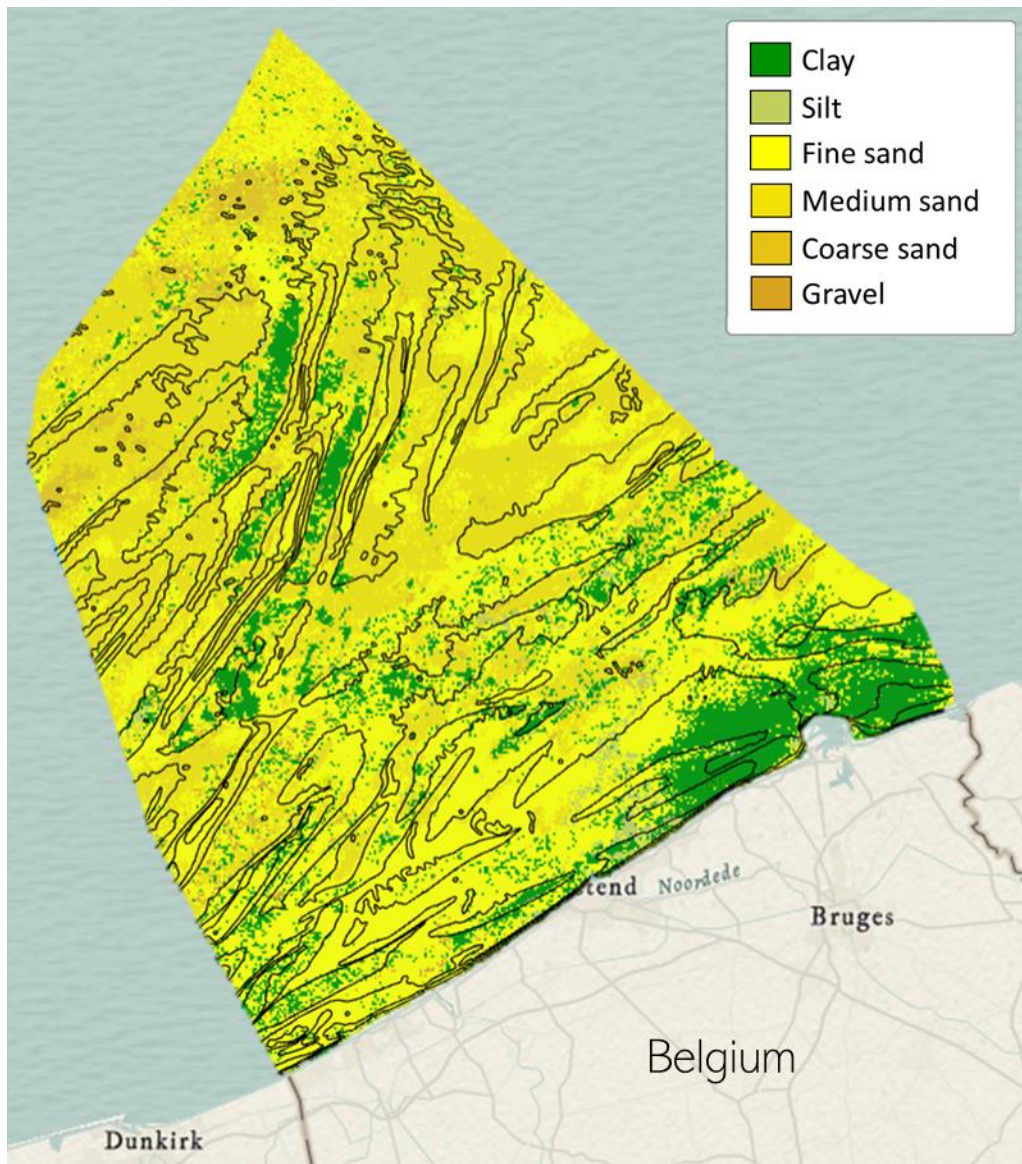 Clay
Silt
Fine sand
Medium sand
Coarse sand
Gravel
tend Noordede
Bruges
Belgium
Dunkirk